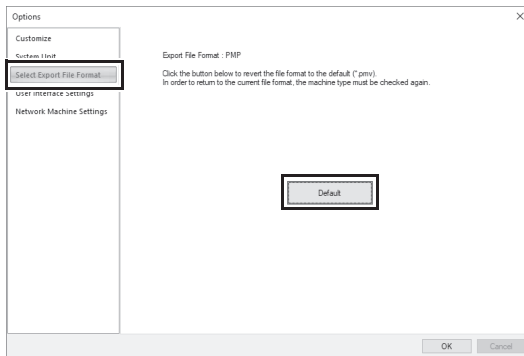 Options
Customize
System Unit
Select Export File Format
User Interface Settings
Network Machine Settings
Export File Format : PMP
Click the button below to revert the file format to the default (*.pmv).
In order to return to the current file format, the machine type must be checked again.
Default
OK
Cancel